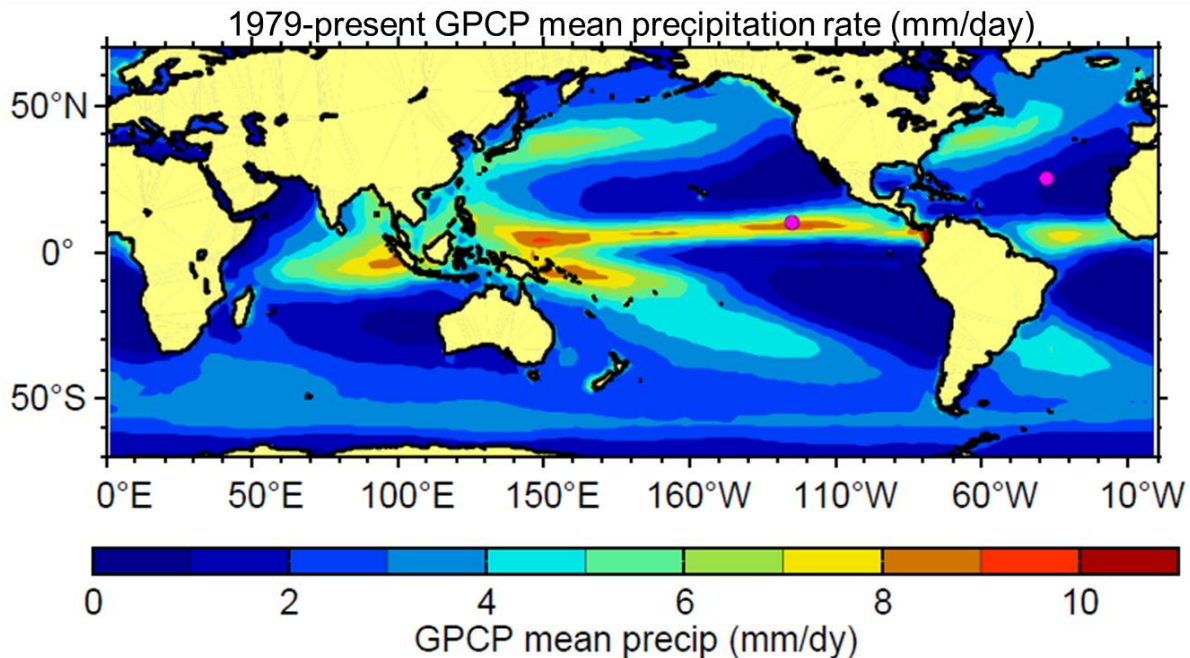 1979-present GPCP mean precipitation rate (mm/day)
50°N
0°
50°S
0°E 50°E 100°E 150°E 160°W 110°W 60°W 10°W
0 2 4 6 8 10
GPCP mean precip (mm/dy)